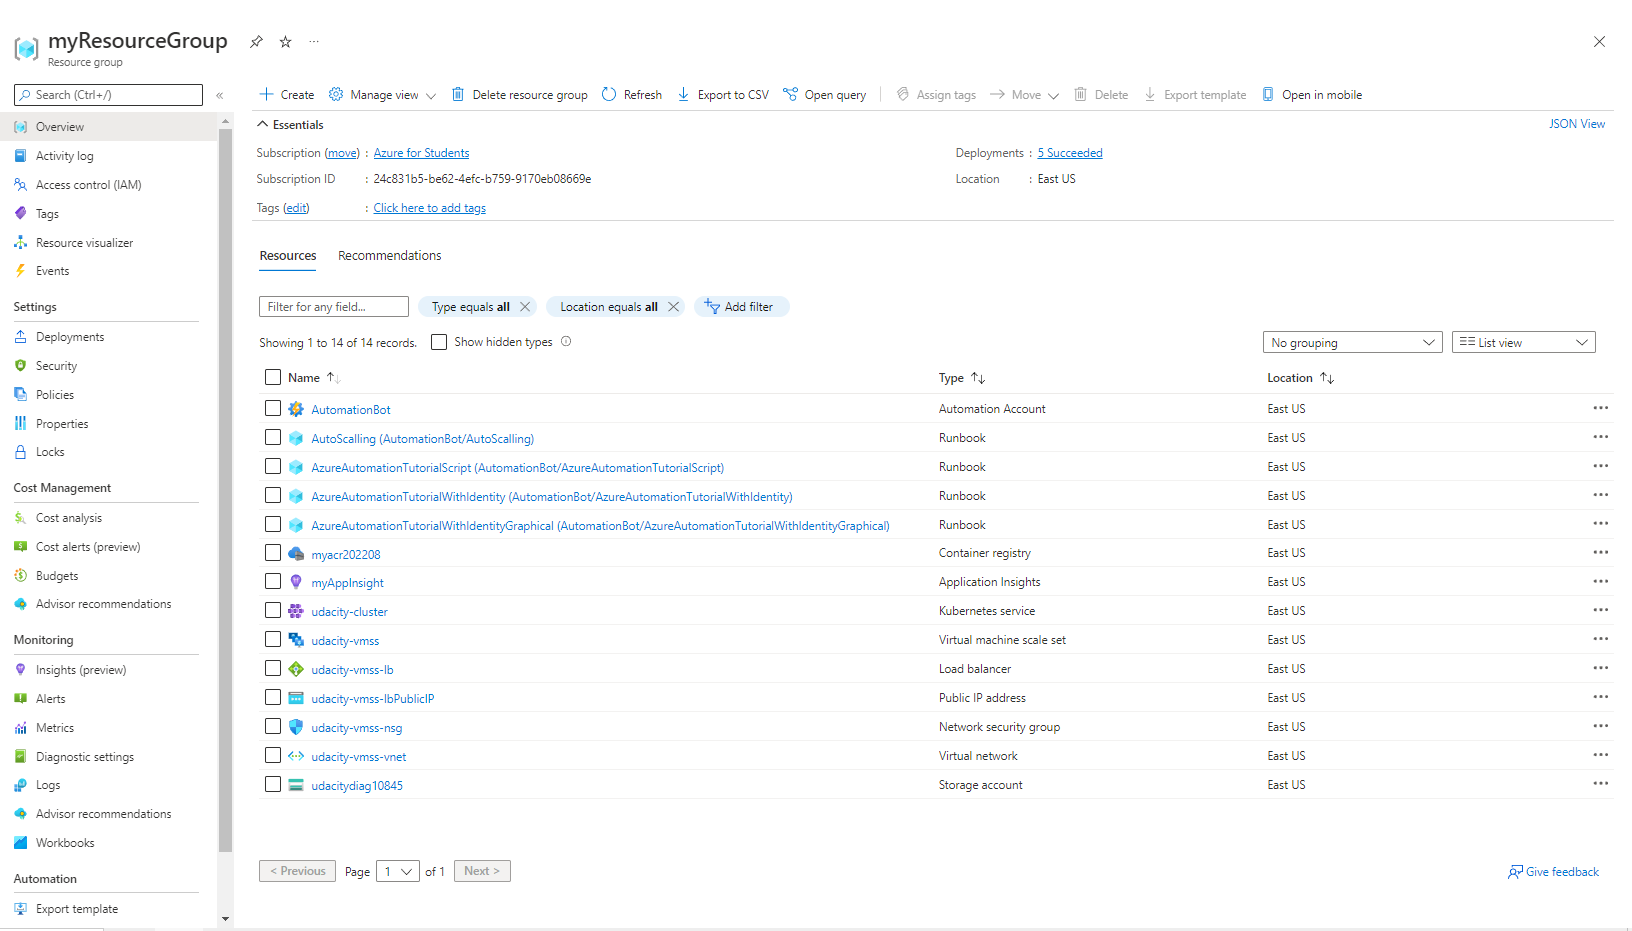 myResourceGroup
Resource group
Search (Ctrl+/)
«
Create
Manage view
Delete resource group
Refresh
Export to CSV
Open query
Assign tags
Move
Delete
Export template
Open in mobile
Overview
Activity log
Access control (IAM)
Tags
Resource visualizer
Events
Settings
Deployments
Security
Policies
Properties
Locks
Cost Management
Cost analysis
Cost alerts (preview)
Budgets
Advisor recommendations
Monitoring
Insights (preview)
Alerts
Metrics
Diagnostic settings
Logs
Advisor recommendations
Workbooks
Automation
Export template
Essentials
JSON View
Subscription (move) : Azure for Students
Deployments : 5 Succeeded
Subscription ID : 24c831b5-be62-4efc-b759-9170eb08669e
Location : East US
Tags (edit) : Click here to add tags
Resources Recommendations
Filter for any field... Type equals all Location equals all Add filter
Showing 1 to 14 of 14 records. Show hidden types
No grouping List view
Name Type Location
AutomationBot Automation Account East US
AutoScalling (AutomationBot/AutoScalling) Runbook East US
AzureAutomationTutorialScript (AutomationBot/AzureAutomationTutorialScript) Runbook East US
AzureAutomationTutorialWithIdentity (AutomationBot/AzureAutomationTutorialWithIdentity) Runbook East US
AzureAutomationTutorialWithIdentityGraphical (AutomationBot/AzureAutomationTutorialWithIdentityGraphical) Runbook East US
myacr202208 Container registry East US
myAppInsight Application Insights East US
udacity-cluster Kubernetes service East US
udacity-vmss Virtual machine scale set East US
udacity-vmss-lb Load balancer East US
udacity-vmss-lbPublicIP Public IP address East US
udacity-vmss-nsg Network security group East US
udacity-vmss-vnet Virtual network East US
udacitydiag10845 Storage account East US
< Previous Page 1 of 1 Next >
Give feedback